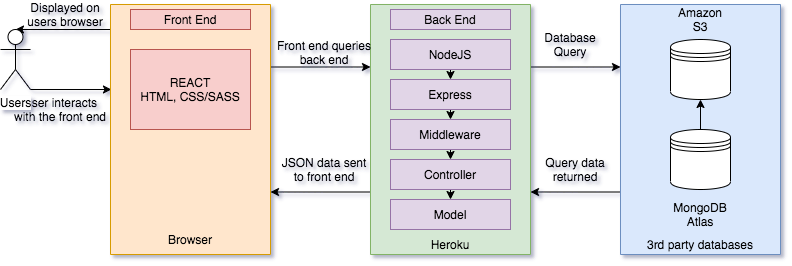 Displayed on
users browser
Usersser interacts
with the front end
Front End
REACT
HTML, CSS/SASS
Browser
Front end queries
back end
JSON data sent
to front end
Back End
NodeJS
Express
Middleware
Controller
Model
Heroku
Database
Query
Query data
returned
Amazon
S3
MongoDB
Atlas
3rd party databases